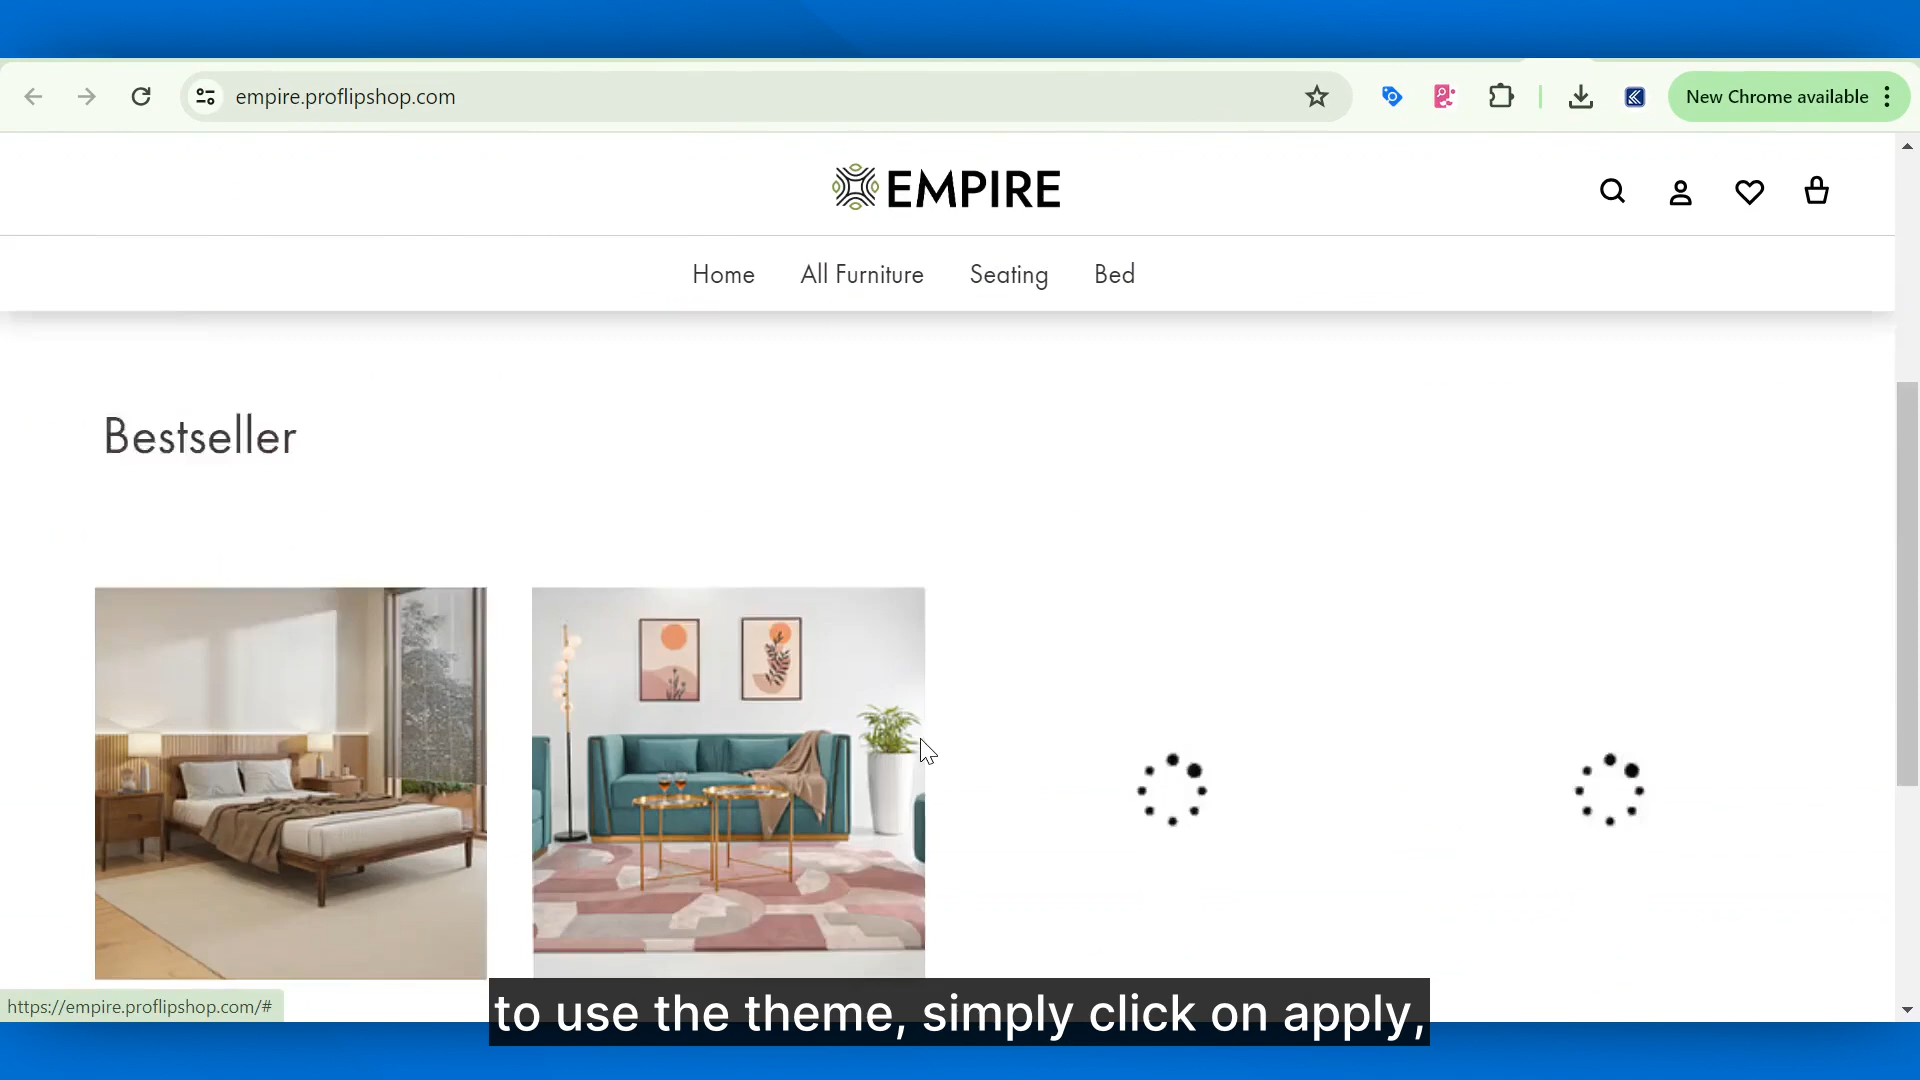 empire.proflipshop.com
New Chrome available
EMPIRE
Home All Furniture Seating Bed
Bestseller
https://empire.proflipshop.com/#
to use the theme, simply click on apply,